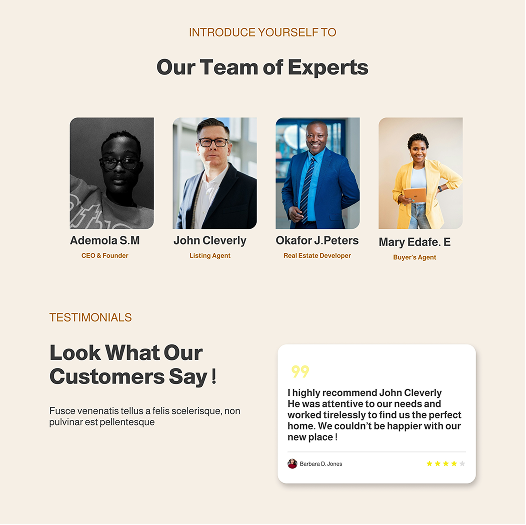 INTRODUCE YOURSELF TO
Our Team of Experts
Ademola S.M
CEO & Founder
John Cleverly
Listing Agent
Okafor J.Peters
Real Estate Developer
Mary Edafe. E
Buyer's Agent
TESTIMONIALS
Look What Our
Customers Say !
Fusce venenatis tellus a felis scelerisque, non
pulvinar est pellentesque
99
I highly recommend John Cleverly
He was attentive to our needs and
worked tirelessly to find us the perfect
home. We couldn't be happier with our
new place !
Barbara D. Jones